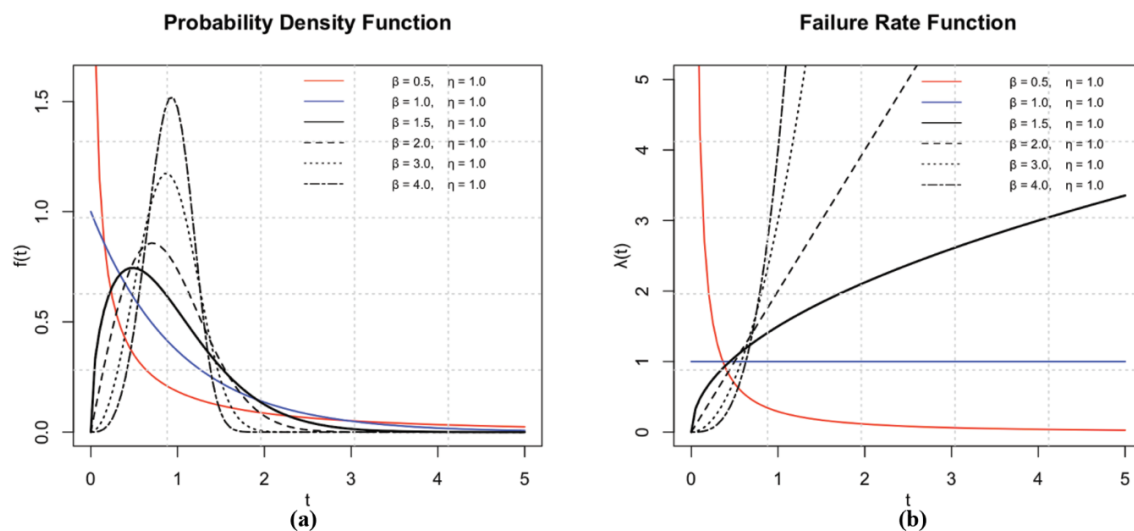 Probability Density Function
f(t)
1.5
1.0
0.5
0.0
β = 0.5, η = 1.0
β = 1.0, η = 1.0
β = 1.5, η = 1.0
β = 2.0, η = 1.0
β = 3.0, η = 1.0
β = 4.0, η = 1.0
0 1 2 3 4 5
t
(a)
Failure Rate Function
λ(t)
5
4
3
2
1
0
β = 0.5, η = 1.0
β = 1.0, η = 1.0
β = 1.5, η = 1.0
β = 2.0, η = 1.0
β = 3.0, η = 1.0
β = 4.0, η = 1.0
0 1 2 3 4 5
t
(b)